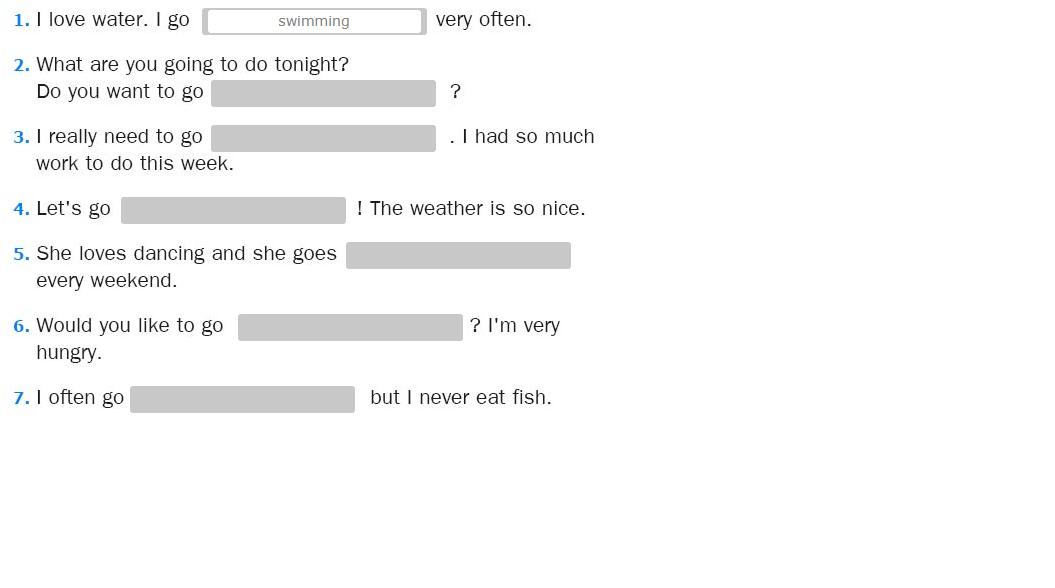 1. I love water. I go swimming very often.
2. What are you going to do tonight?
Do you want to go ?
3. I really need to go . I had so much
work to do this week.
4. Let's go ! The weather is so nice.
5. She loves dancing and she goes
every weekend.
6. Would you like to go ? I'm very
hungry.
7. I often go but I never eat fish.